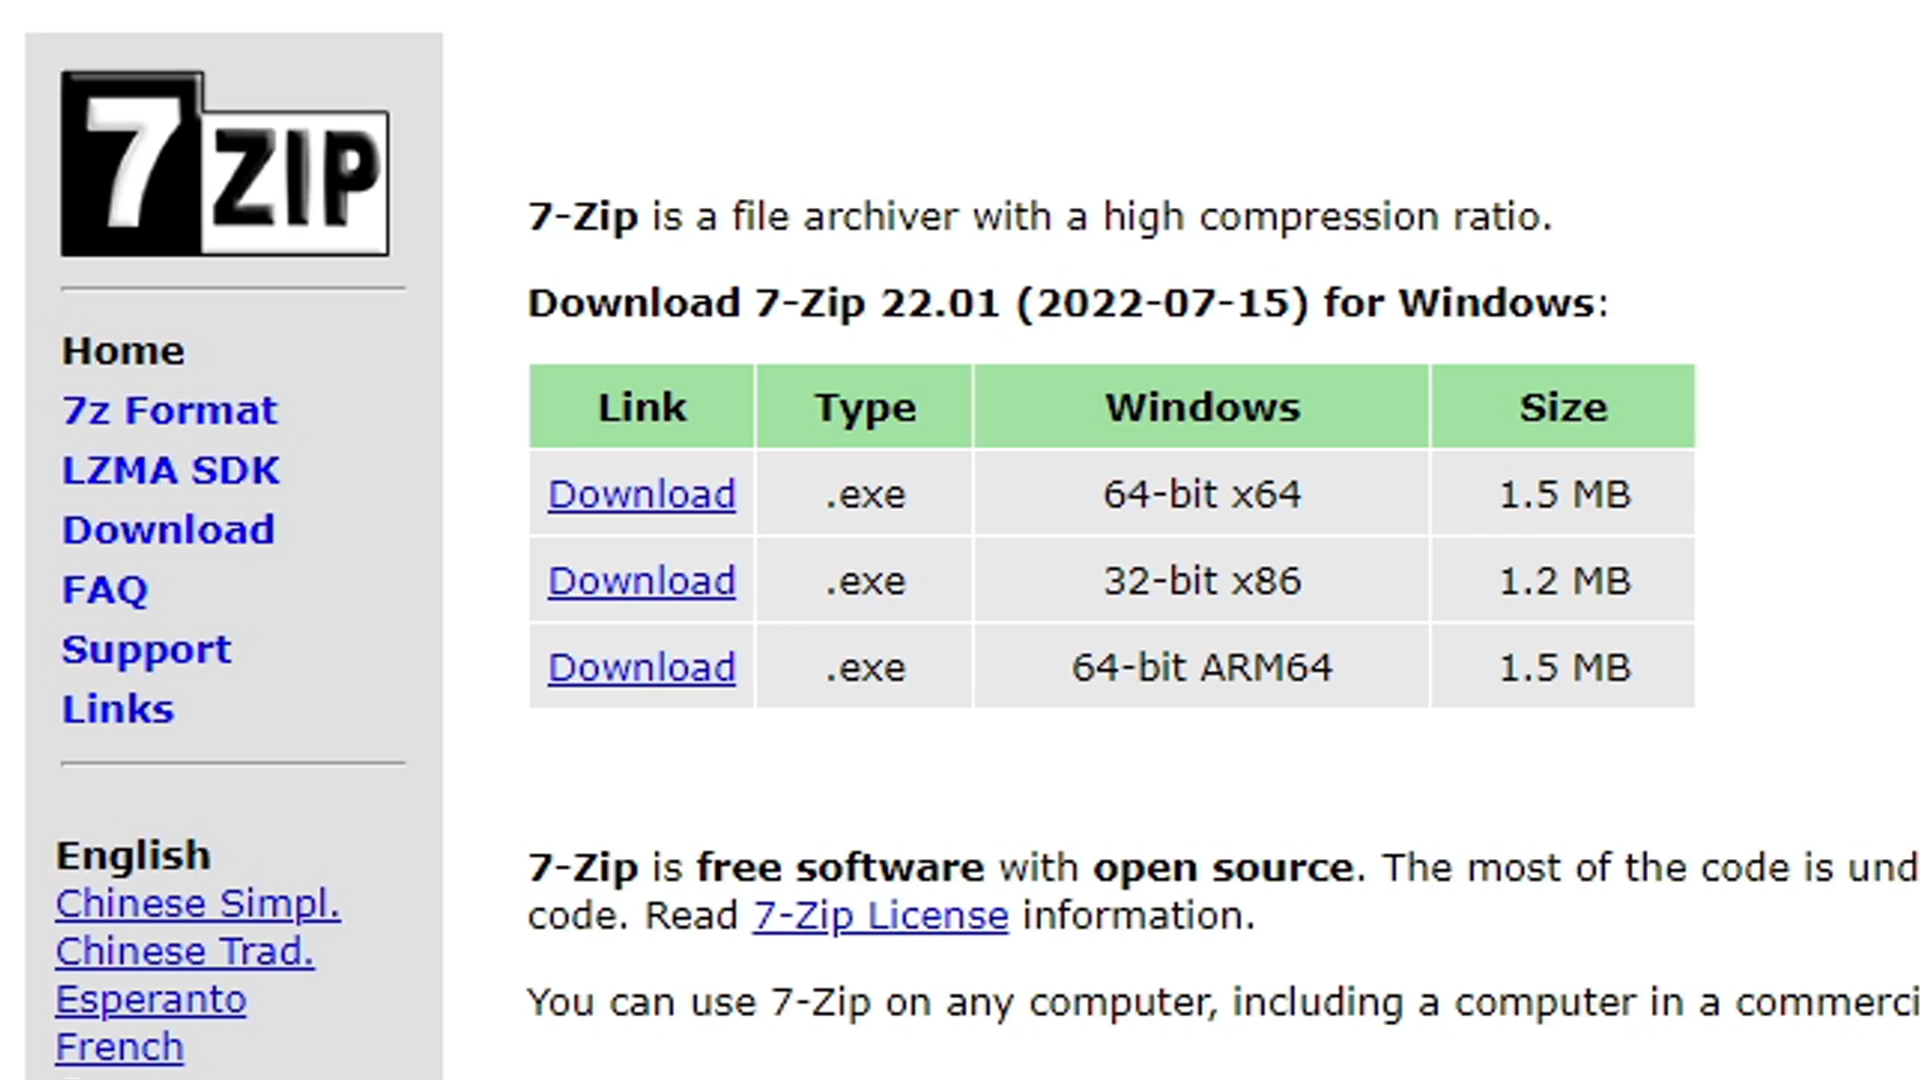 7 ZIP
Home
7z Format
LZMA SDK
Download
FAQ
Support
Links
English
Chinese Simpl.
Chinese Trad.
Esperanto
French
7-Zip is a file archiver with a high compression ratio.
Download 7-Zip 22.01 (2022-07-15) for Windows:
Link Type Windows Size
Download .exe 64-bit x64 1.5 MB
Download .exe 32-bit x86 1.2 MB
Download .exe 64-bit ARM64 1.5 MB
7-Zip is free software with open source. The most of the code is und
code. Read 7-Zip License information.
You can use 7-Zip on any computer, including a computer in a commerci